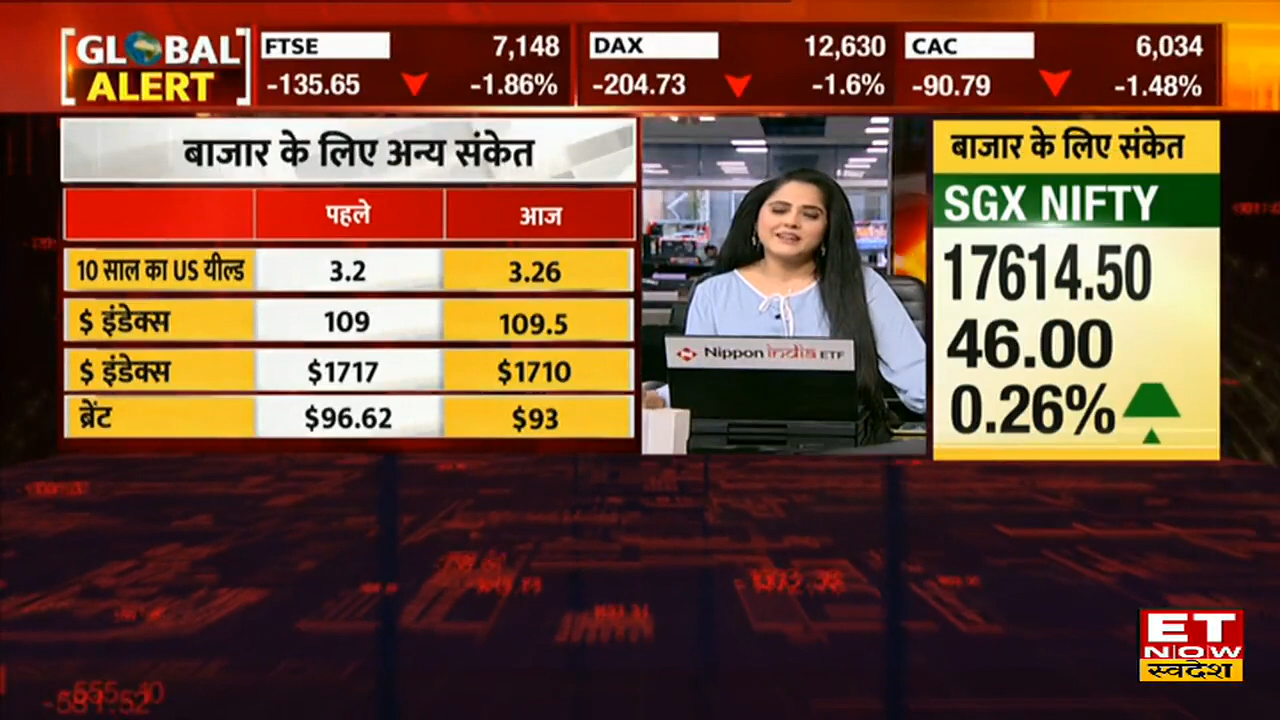 [GLOBAL ALERT]
FTSE 7,148
-135.65 -1.86%
DAX 12,630
-204.73 -1.6%
CAC 6,034
-90.79 -1.48%
बाजार के लिए अन्य संकेत
पहले आज
10 साल का US यील्ड 3.2 3.26
$ इंडेक्स 109 109.5
$ इंडेक्स $1717 $1710
ब्रेंट $96.62 $93
Nippon india ETF
बाजार के लिए संकेत
SGX NIFTY
17614.50
46.00
0.26%
ET
NOW
स्वदेश